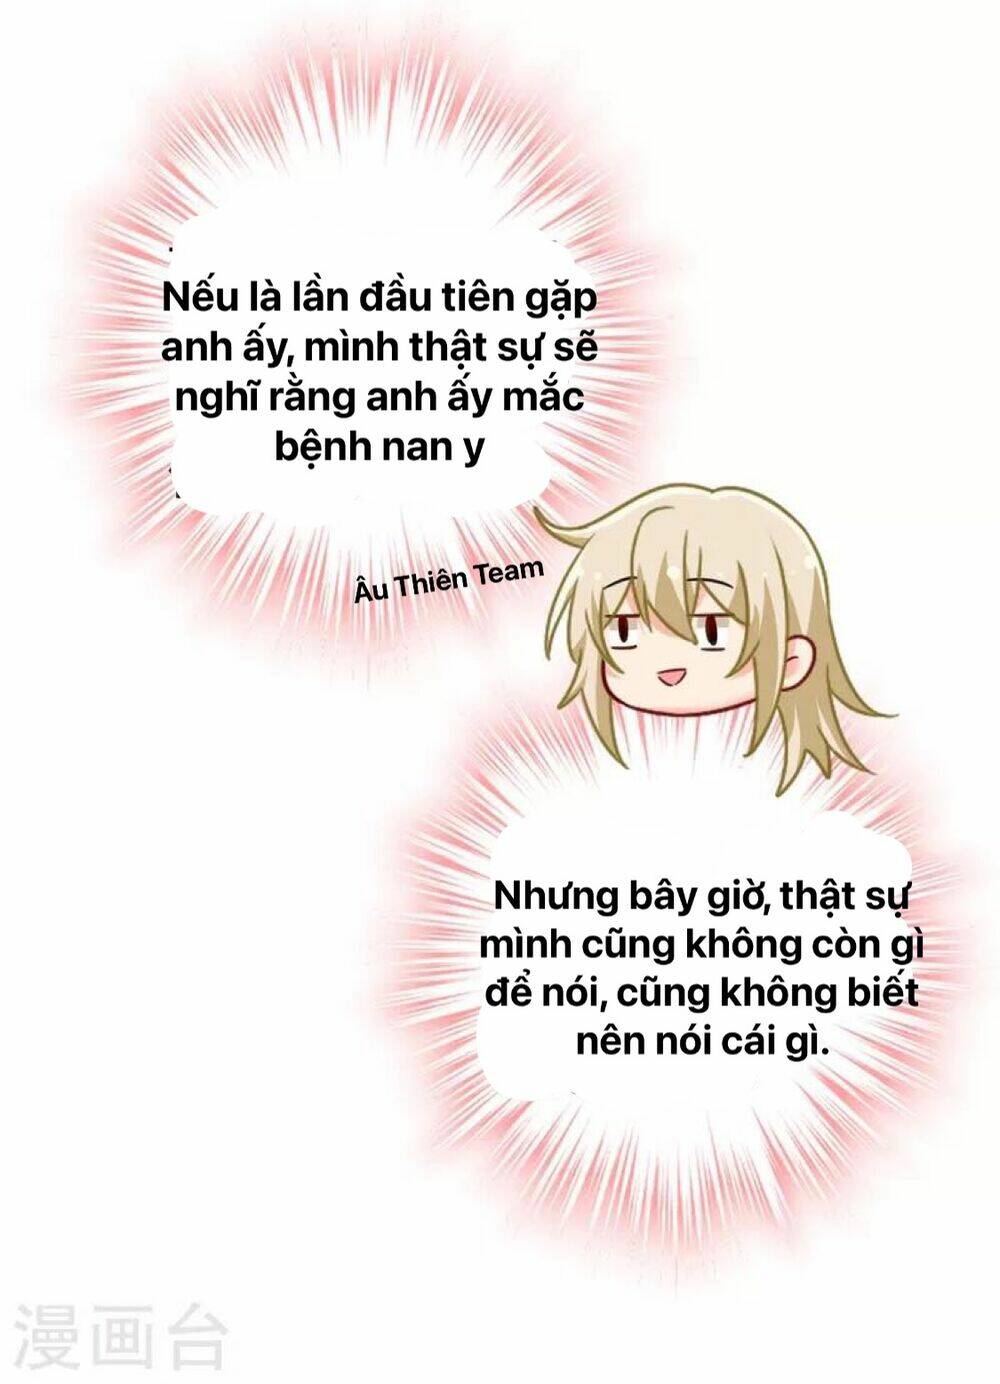 Nếu là lần đầu tiên gặp
anh ấy, mình thật sự sẽ
nghĩ rằng anh ấy mắc
bệnh nan y
Âu Thiên Team
Nhưng bây giờ, thật sự
mình cũng không còn gì
để nói, cũng không biết
nên nói cái gì.
漫画台